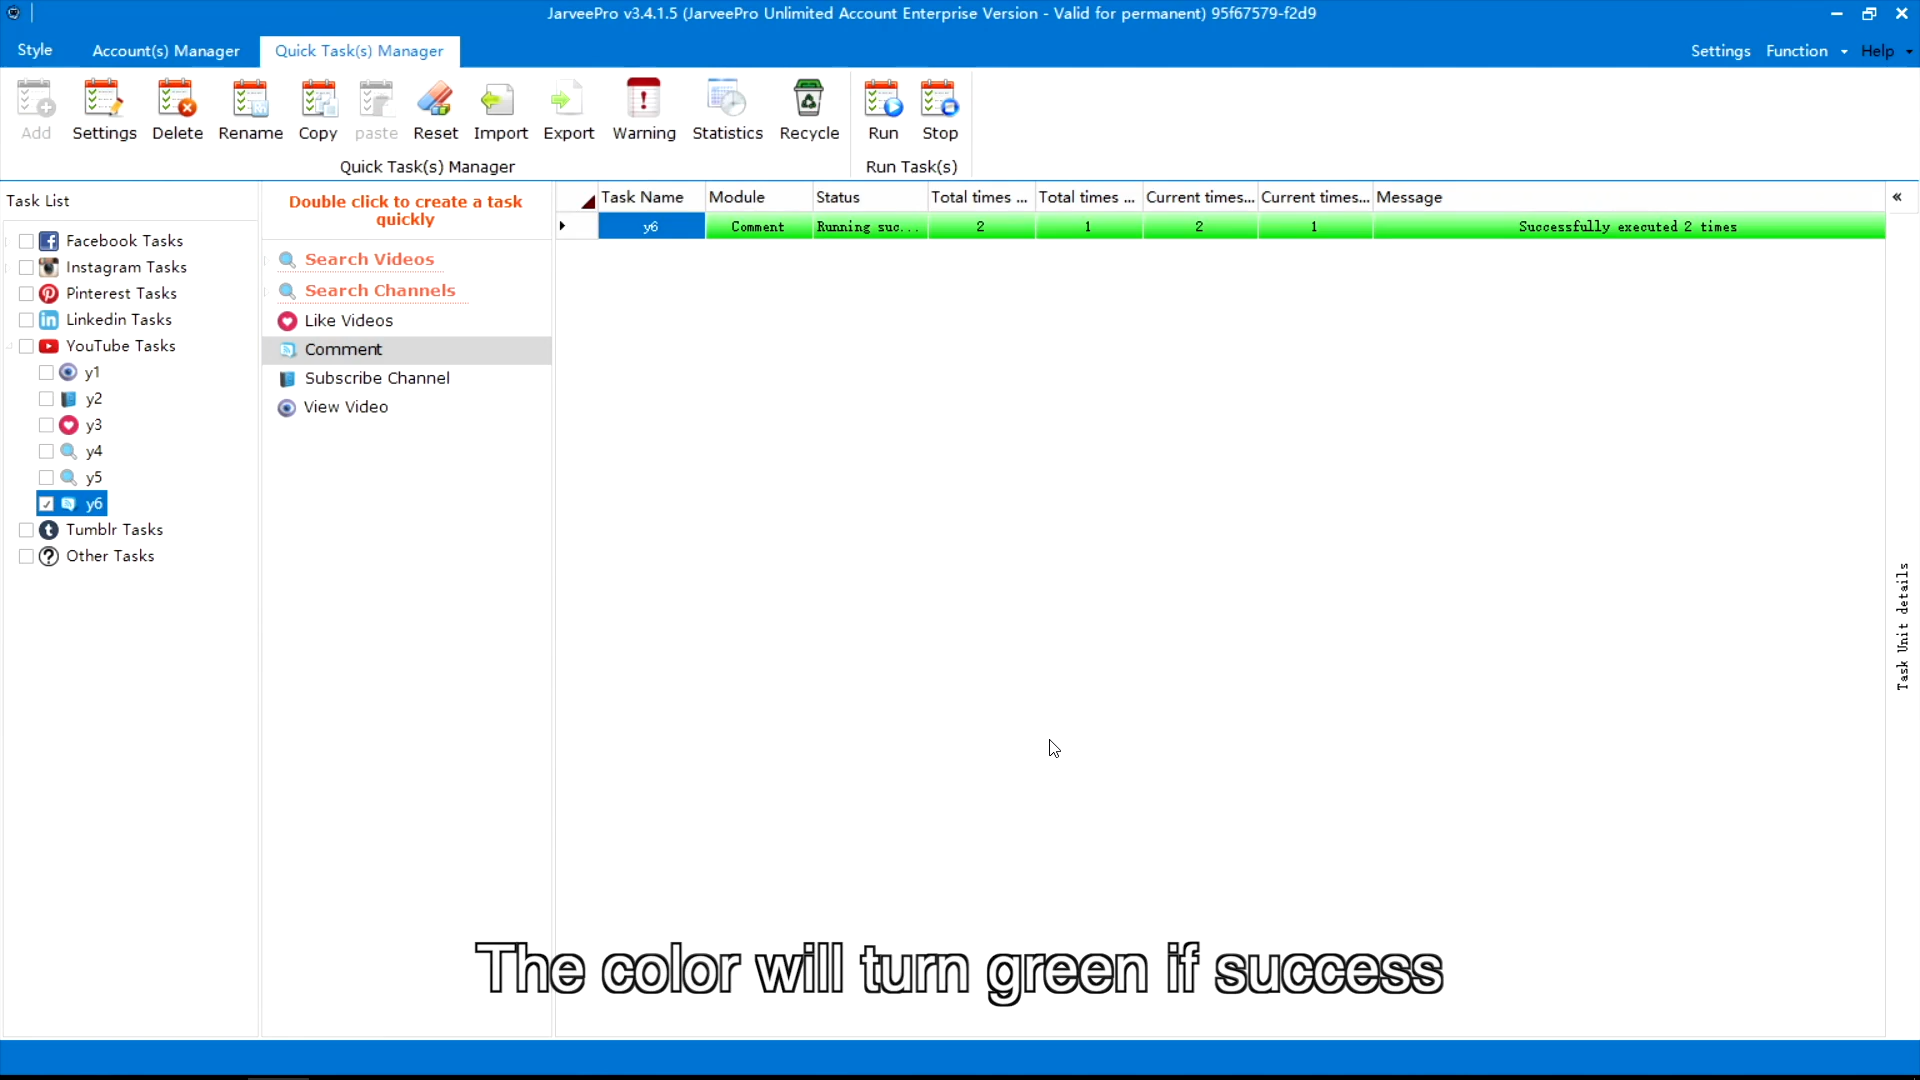 JarveePro v3.4.1.5 (JarveePro Unlimited Account Enterprise Version - Valid for permanent) 95f67579-f2d9
Style Account(s) Manager Quick Task(s) Manager Settings Function Help
Add Settings Delete Rename Copy paste Reset Import Export Warning Statistics Recycle Run Stop
Quick Task(s) Manager Run Task(s)
Task List
Facebook Tasks
Instagram Tasks
Pinterest Tasks
Linkedin Tasks
YouTube Tasks
y1
y2
y3
y4
y5
y6
Tumblr Tasks
Other Tasks
Double click to create a task
quickly
Search Videos
Search Channels
Like Videos
Comment
Subscribe Channel
View Video
Task Name Module Status Total times ... Total times ... Current times... Current times... Message
y6 Comment Running suc... 2 1 2 1 Successfully executed 2 times
Task Unit details
The color will turn green if success